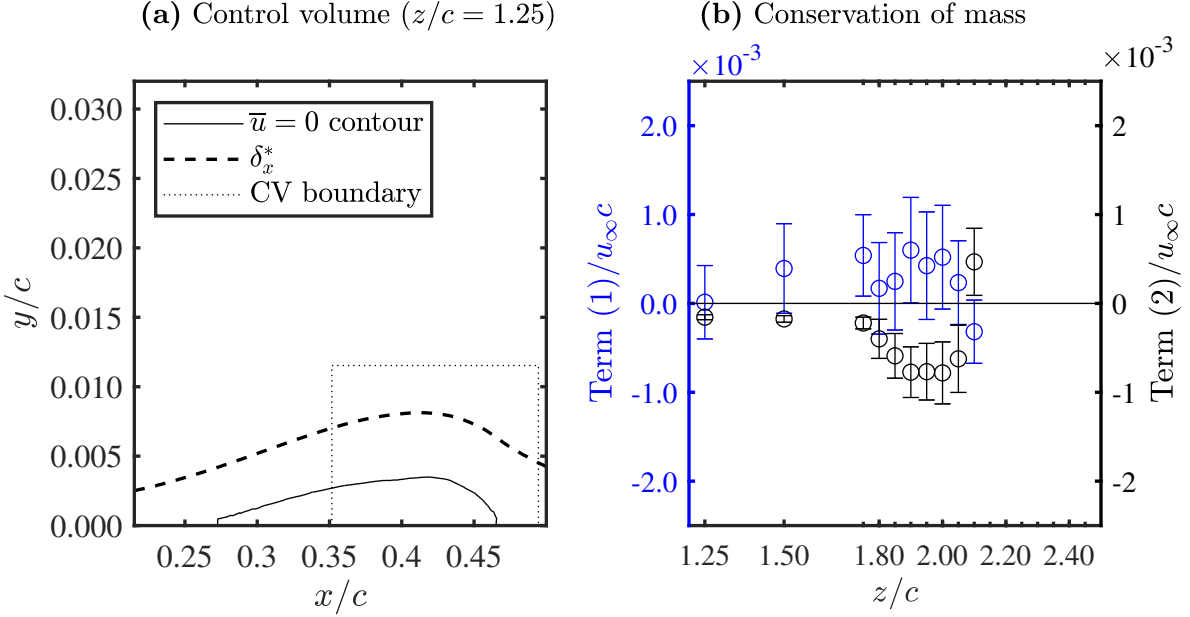 (a) Control volume (z/c = 1.25)
0.030
0.025
0.020
0.015
0.010
0.005
0.000
y/c
u̅ = 0 contour
δ*ₓ
CV boundary
0.25 0.3 0.35 0.4 0.45
x/c
(b) Conservation of mass
×10⁻³
×10⁻³
2.0
1.0
0.0
-1.0
-2.0
Term (1)/u∞c
2
1
0
-1
-2
Term (2)/u∞c
1.25 1.50 1.80 2.00 2.20 2.40
z/c